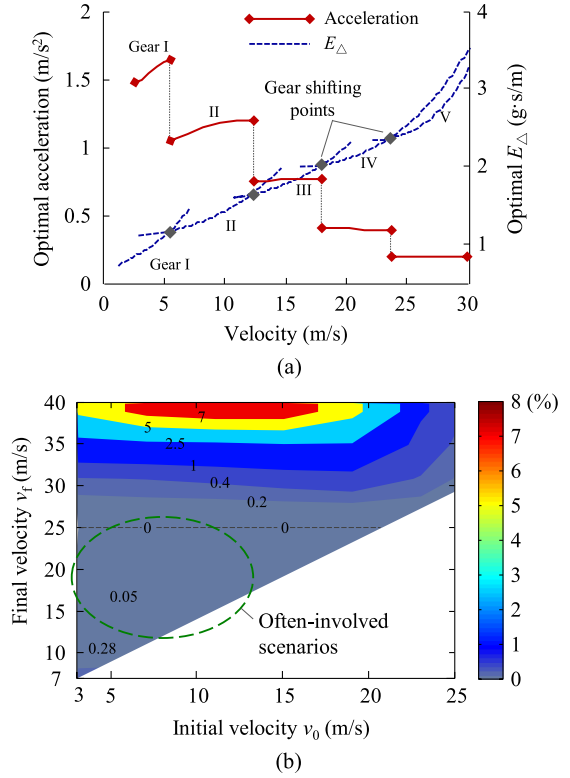 2
4
Acceleration
E△
Gear I
1.5
3
Gear shifting points
II
V
1
2
IV
III
0.5
II
1
Gear I
0
0
5
10
15
20
25
30
Optimal acceleration (m/s²)
Optimal E△ (g·s/m)
Velocity (m/s)
(a)
40
8 (%)
7
7
5
35
6
2.5
1
30
0.4
5
0.2
25
0
0
4
20
3
15
0.05
Often-involved scenarios
2
10
0.28
1
7
0
3
5
10
15
20
25
Final velocity vf (m/s)
Initial velocity v0 (m/s)
(b)